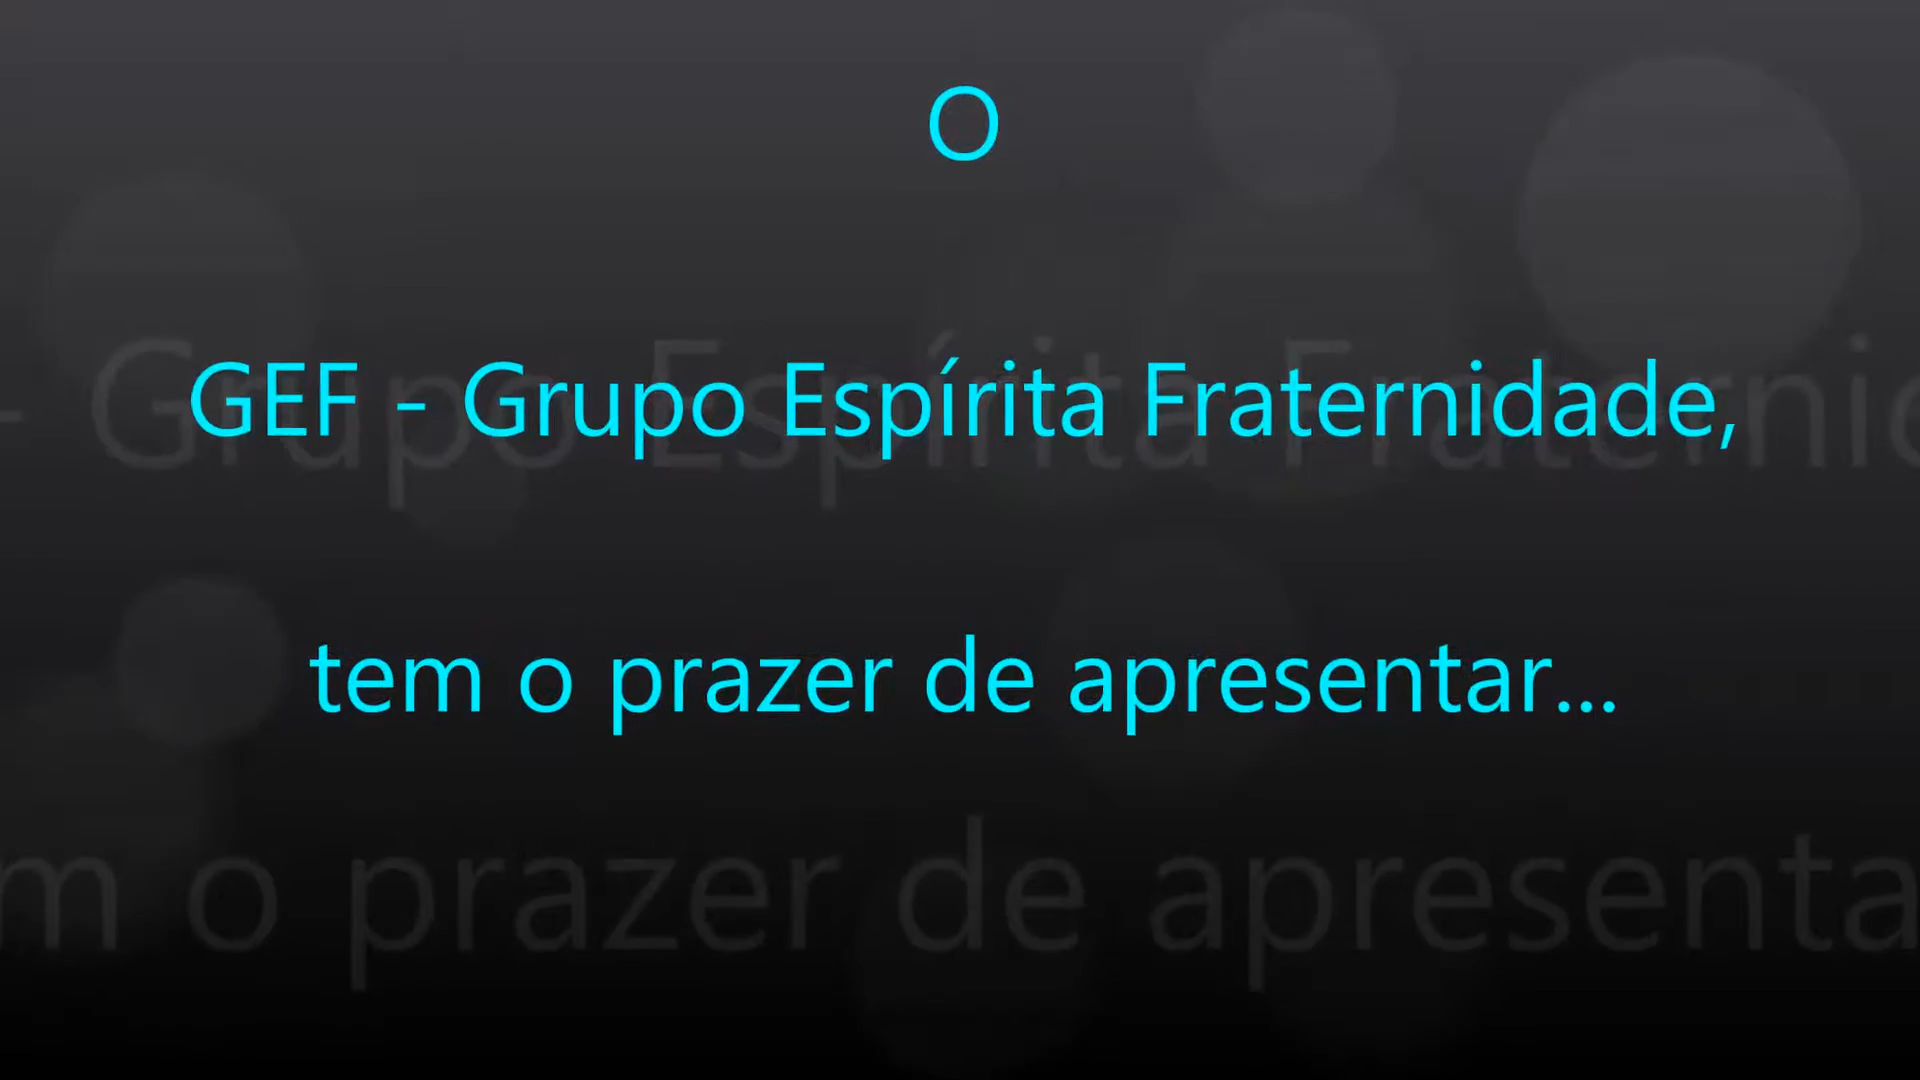 O
GEF - Grupo Espírita Fraternidade,
tem o prazer de apresentar...